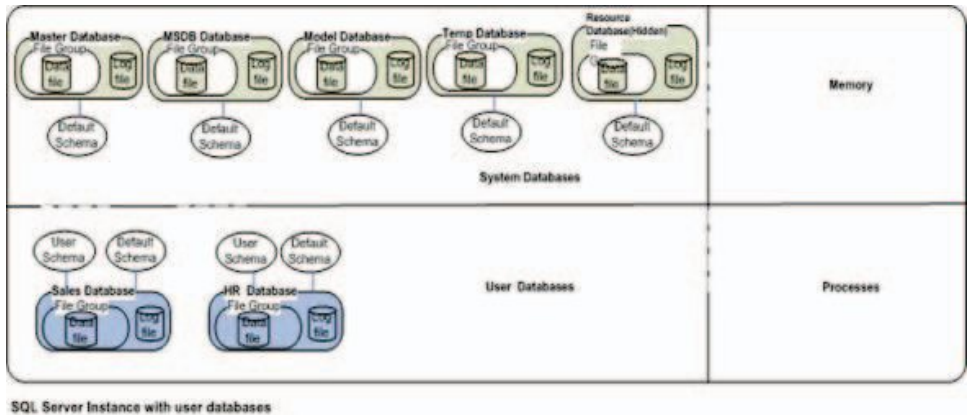 Master Database
File Group
Data
file
Log
file
Default
Schema
MSDB Database
File Group
Data
file
Log
file
Default
Schema
Model Database
File Group
Data
file
Log
file
Default
Schema
Temp Database
File Group
Data
file
Log
file
Default
Schema
Resource
Database(Hidden)
File
Data
file
Log
file
Default
Schema
System Databases
Memory
User
Schema
Default
Schema
Sales Database
File Group
Data
file
Log
file
User
Schema
Default
Schema
HR Database
File Group
Data
file
Log
file
User Databases
Processes
SQL Server Instance with user databases